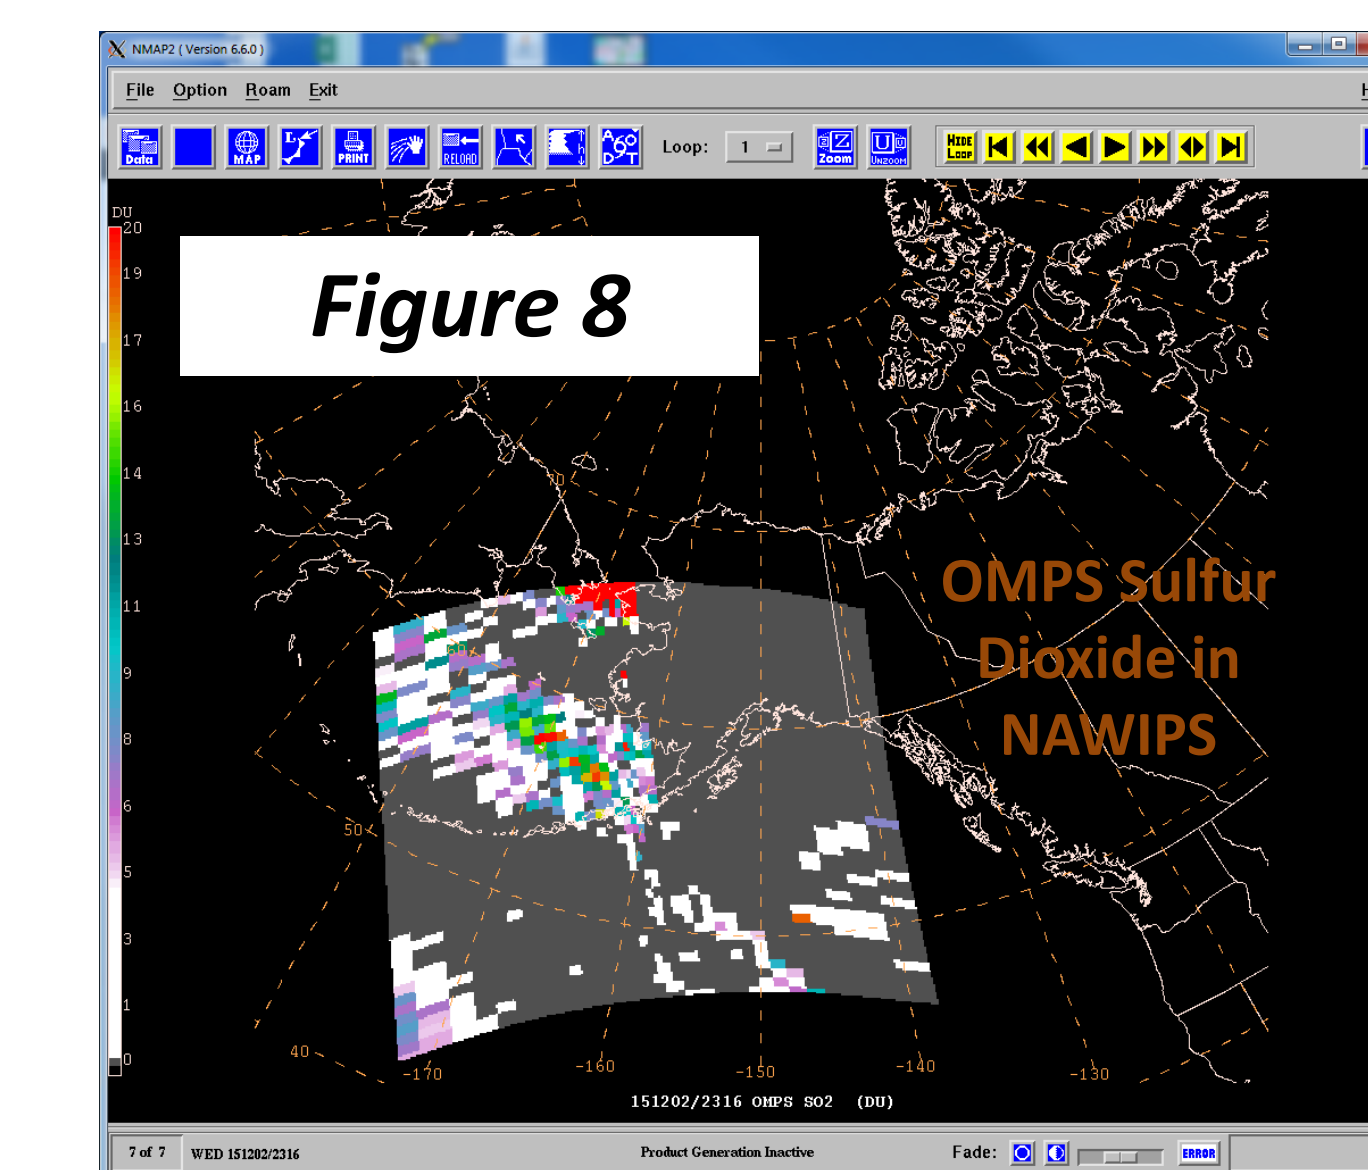 NMAP2 ( Version 6.6.0 )
File Option Roam Exit
Data MAP L PRINT RELOAD Loop: 1 Z Zoom U UNZOOM HIDE LOOP
DU
20
19
17
16
14
13
11
9
8
6
5
3
1
0
Figure 8
70
60
50
40
-170
-160
-150
-140
-130
OMPS Sulfur
Dioxide in
NAWIPS
151202/2316 OMPS SO2 (DU)
7 of 7 WED 151202/2316 Product Generation Inactive Fade: ERROR